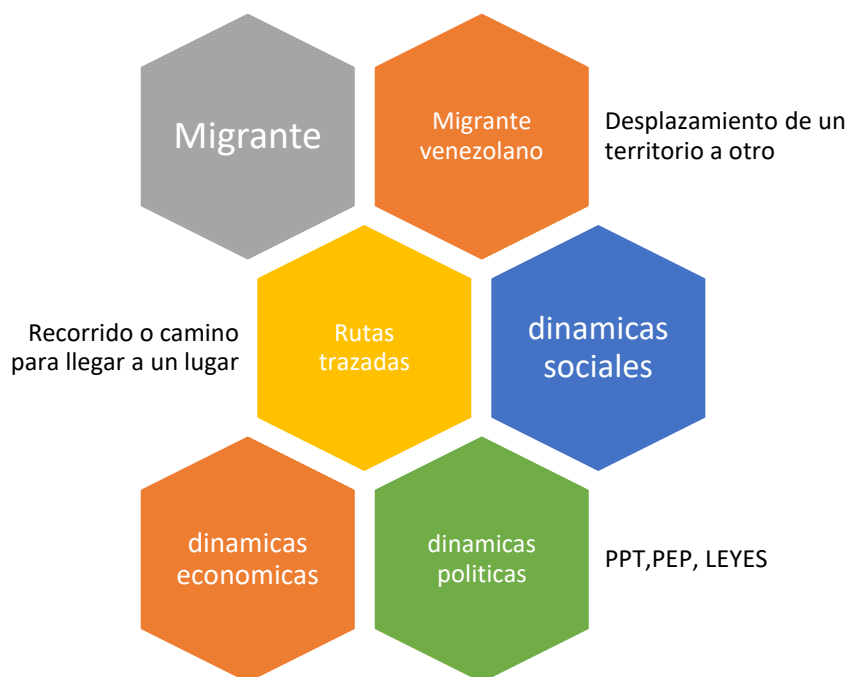 Migrante
Migrante
venezolano
Desplazamiento de un
territorio a otro
Recorrido o camino
para llegar a un lugar
Rutas
trazadas
dinamicas
sociales
dinamicas
economicas
dinamicas
politicas
PPT,PEP, LEYES